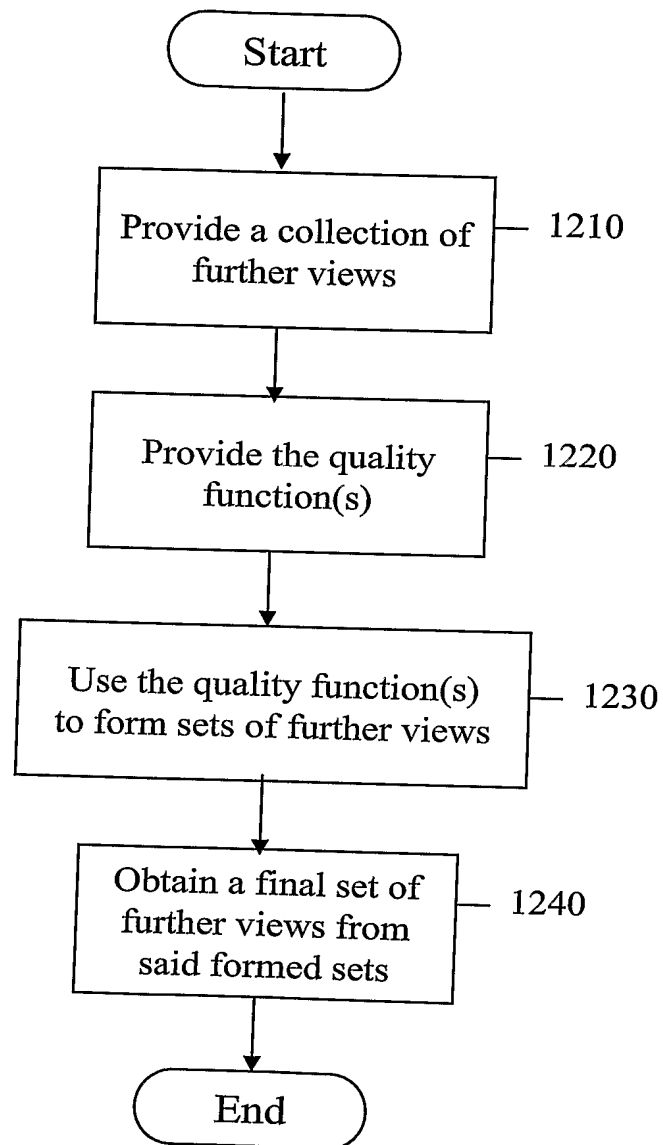 Start
Provide a collection of
further views
1210
Provide the quality
function(s)
1220
Use the quality function(s)
to form sets of further views
1230
Obtain a final set of
further views from
said formed sets
1240
End